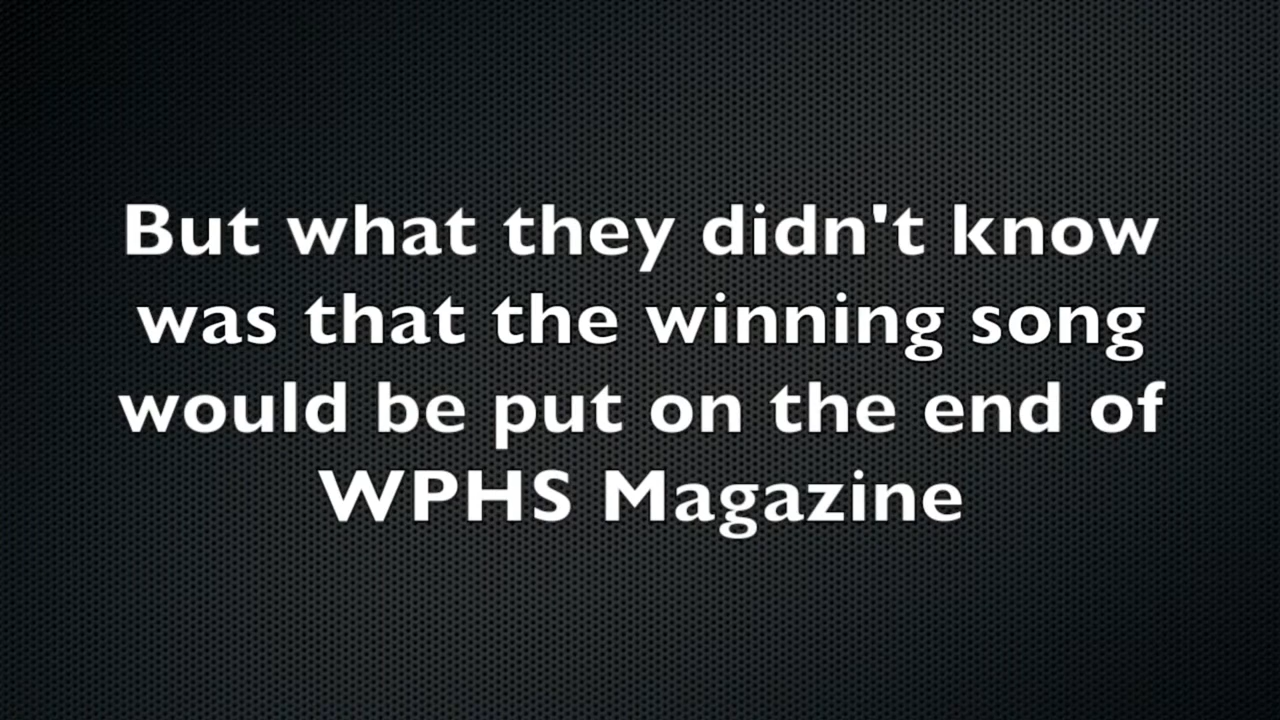 But what they didn't know
was that the winning song
would be put on the end of
WPHS Magazine